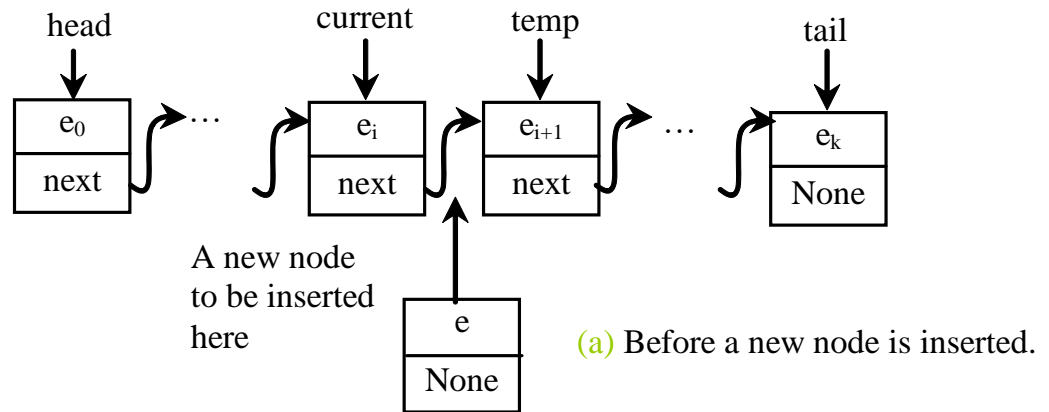 head current temp tail
e0 … ei ei+1 … ek
next next next None
A new node
to be inserted
here
e
None
(a) Before a new node is inserted.